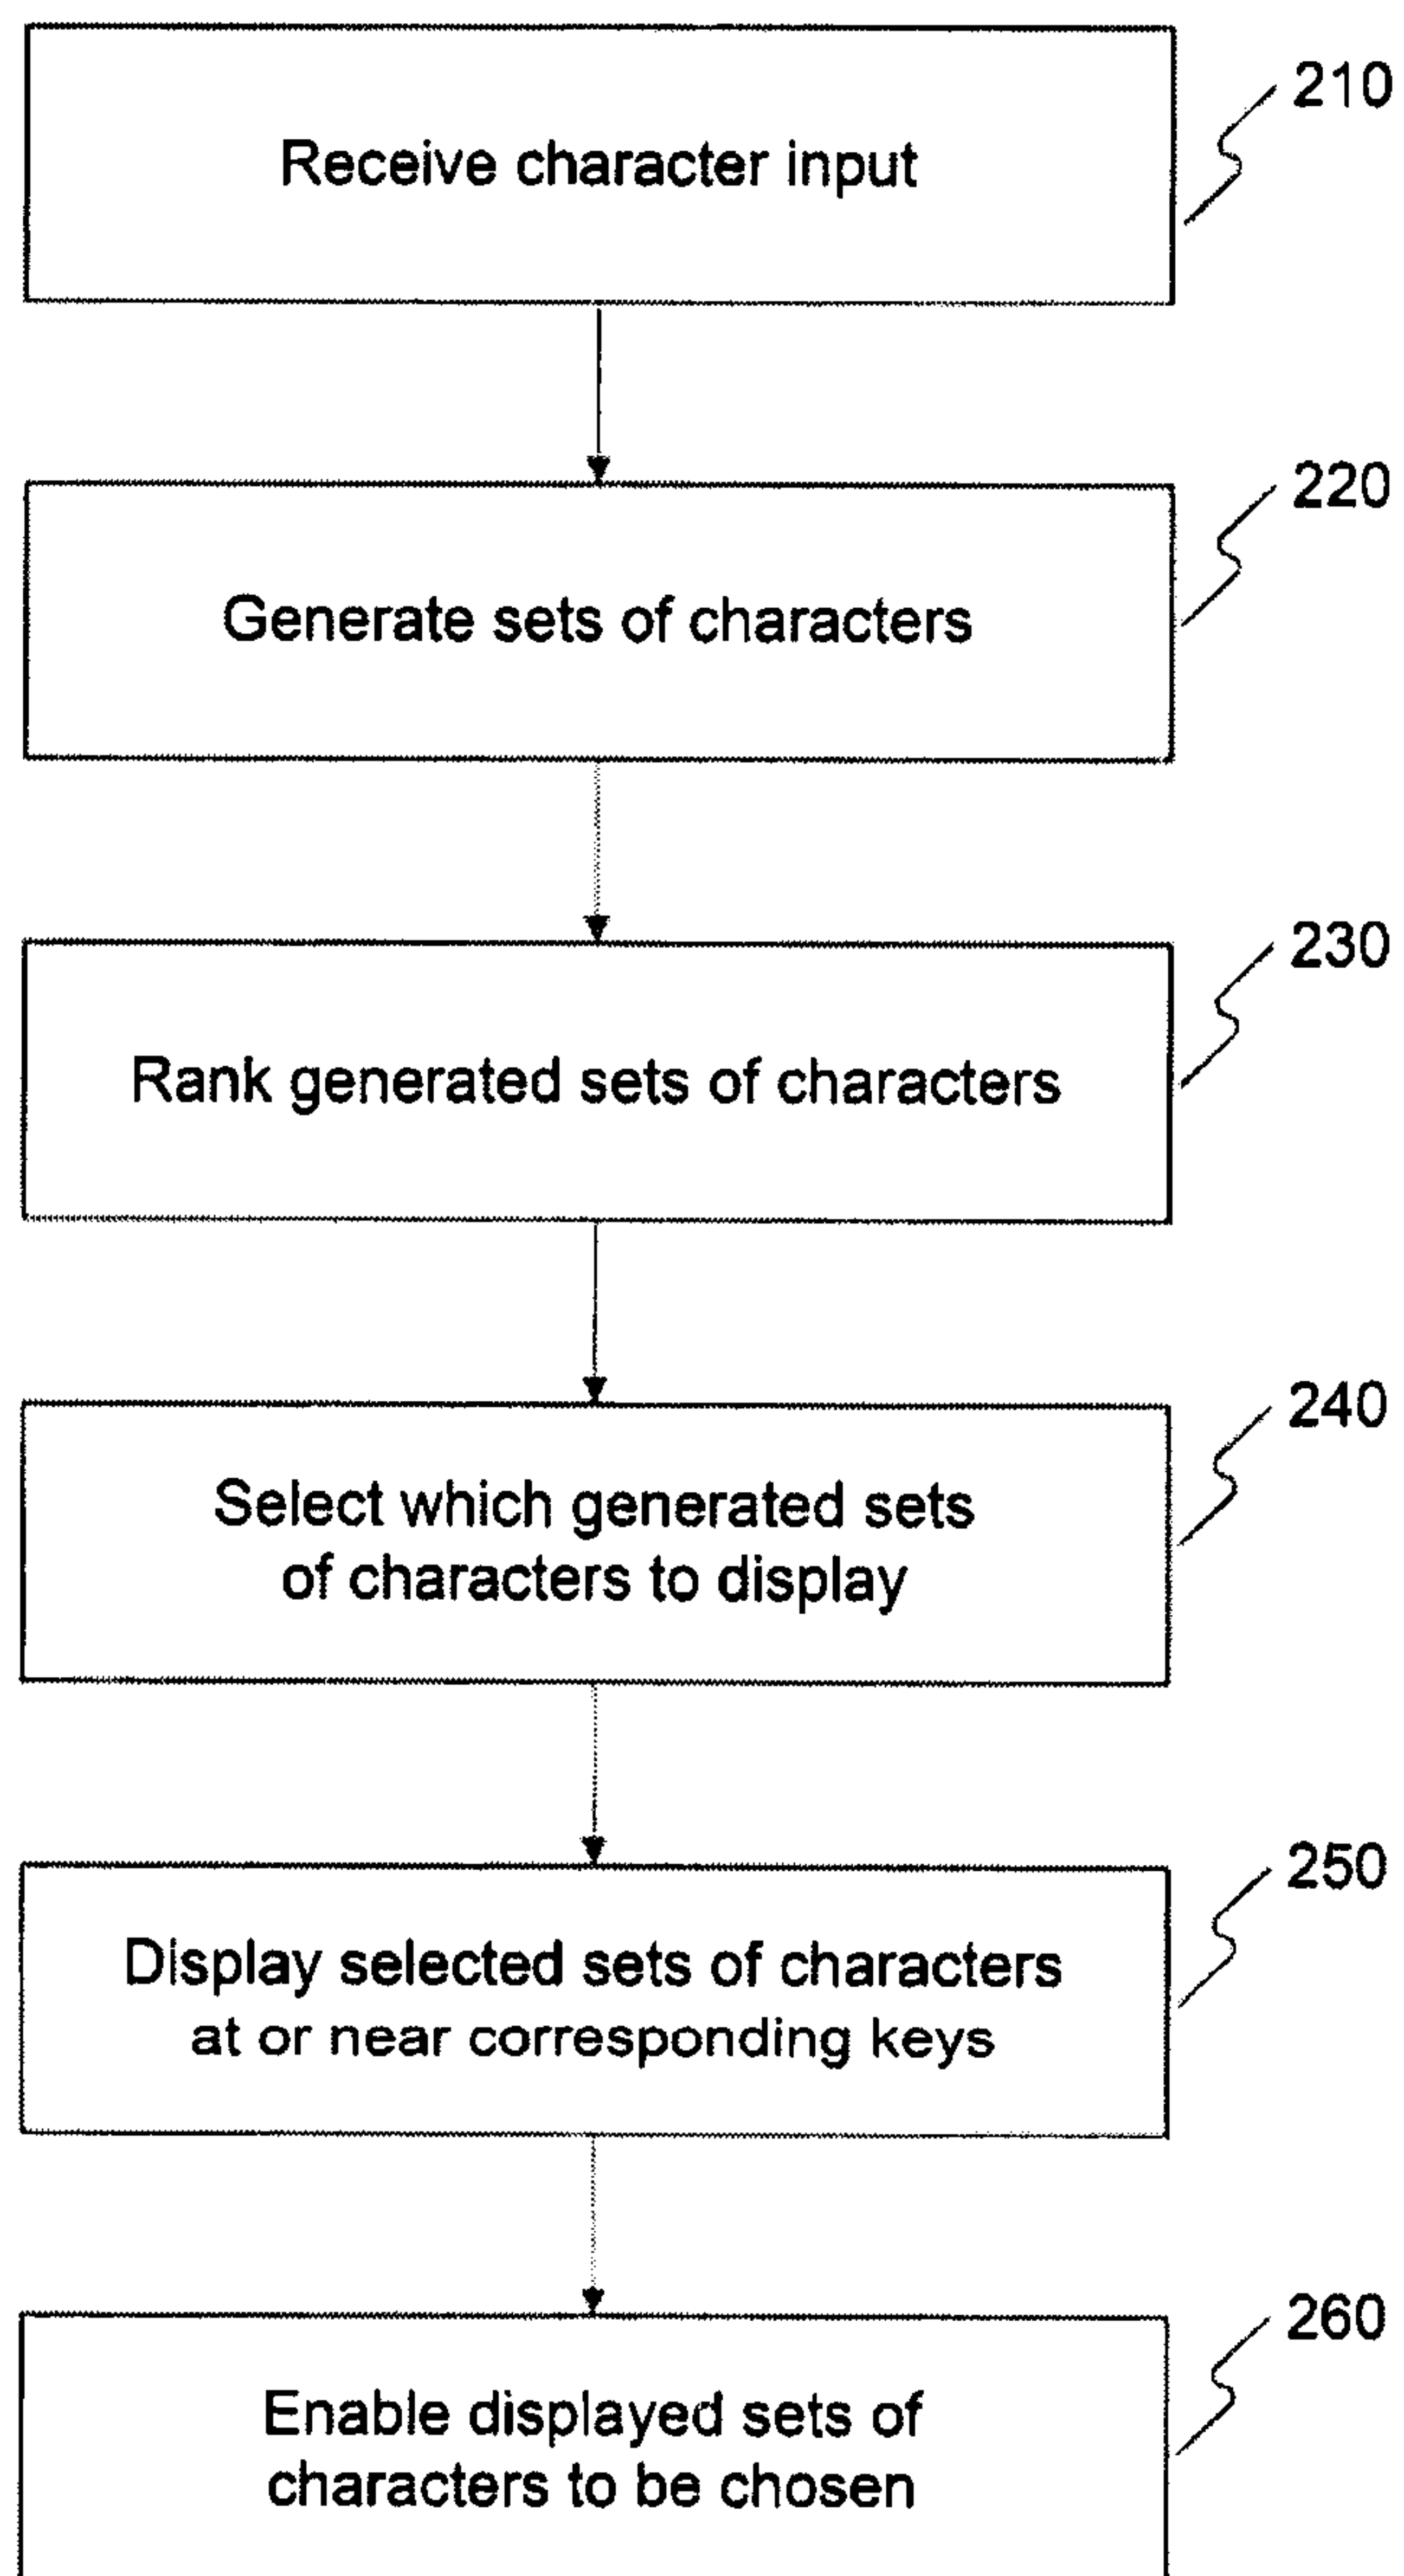 Receive character input
210
Generate sets of characters
220
Rank generated sets of characters
230
Select which generated sets
of characters to display
240
Display selected sets of characters
at or near corresponding keys
250
Enable displayed sets of
characters to be chosen
260